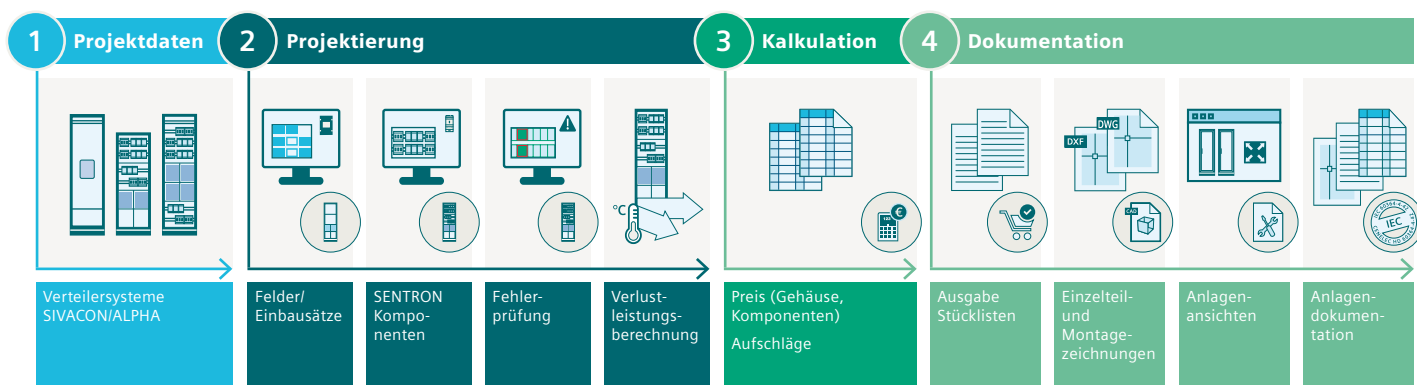 1 Projektdaten
2 Projektierung
3 Kalkulation
4 Dokumentation
°C
€
DXF
DWG
CAD
IEC
Verteilersysteme
SIVACON/ALPHA
Felder/
Einbausätze
SENTRON
Kompo-
nenten
Fehler-
prüfung
Verlust-
leistungs-
berechnung
Preis (Gehäuse,
Komponenten)
Aufschläge
Ausgabe
Stücklisten
Einzelteil-
und
Montage-
zeichnungen
Anlagen-
ansichten
Anlagen-
dokumen-
tation